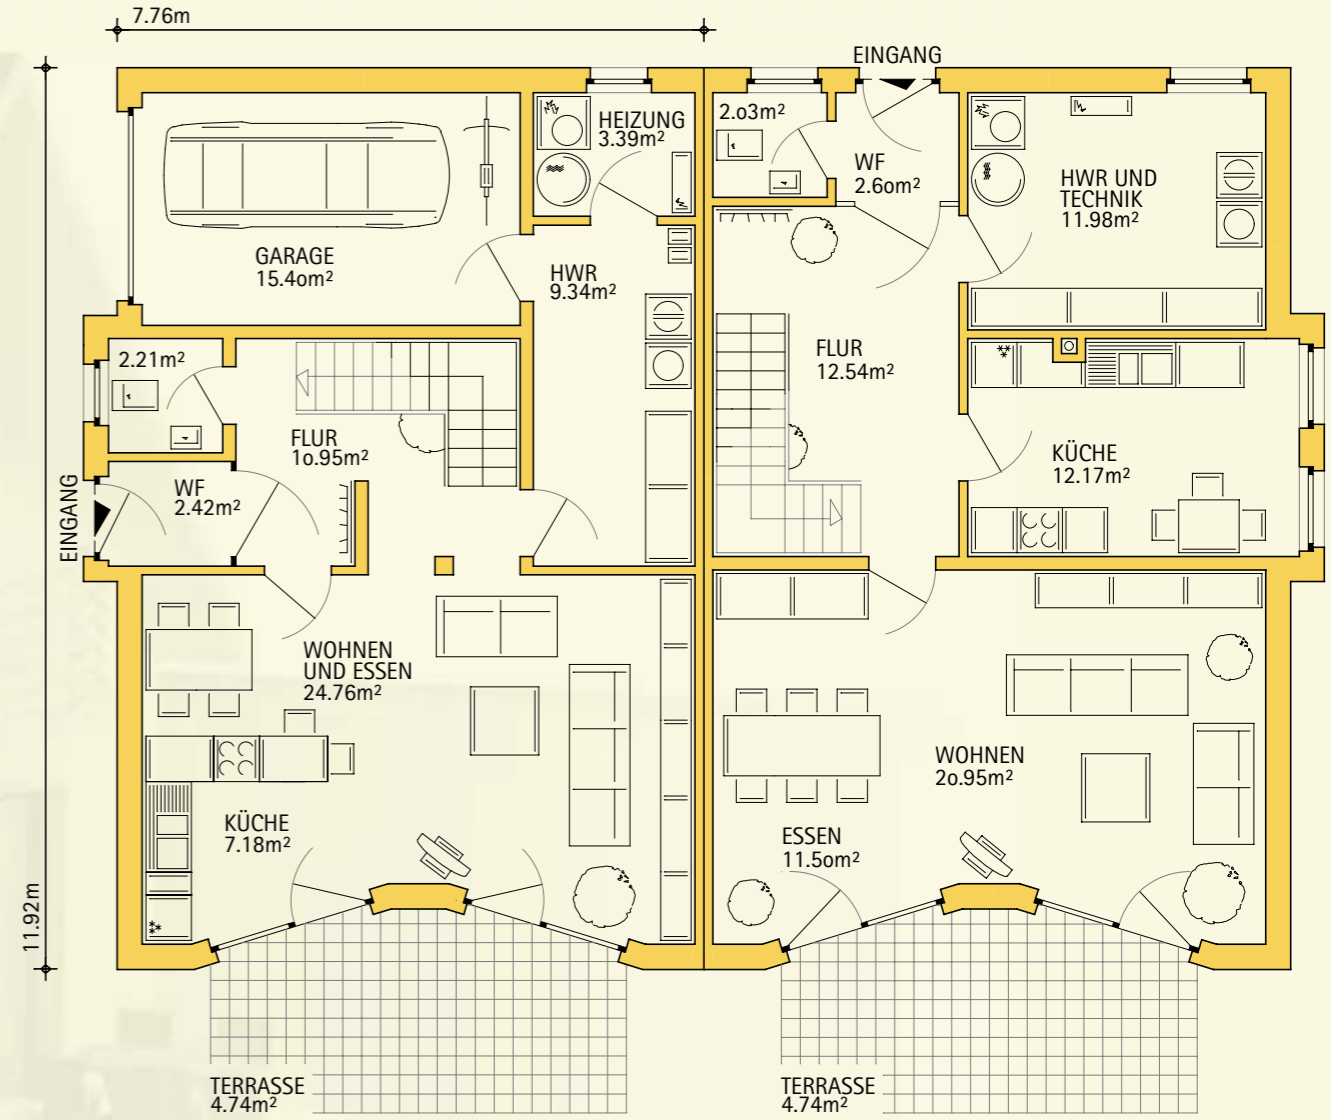 7.76m
EINGANG
HEIZUNG
3.39m²
2.o3m²
WF
2.6om²
HWR UND
TECHNIK
11.98m²
GARAGE
15.4om²
HWR
9.34m²
2.21m²
FLUR
12.54m²
FLUR
1o.95m²
KÜCHE
12.17m²
WF
2.42m²
EINGANG
WOHNEN
UND ESSEN
24.76m²
WOHNEN
2o.95m²
KÜCHE
7.18m²
ESSEN
11.5om²
11.92m
TERRASSE
4.74m²
TERRASSE
4.74m²